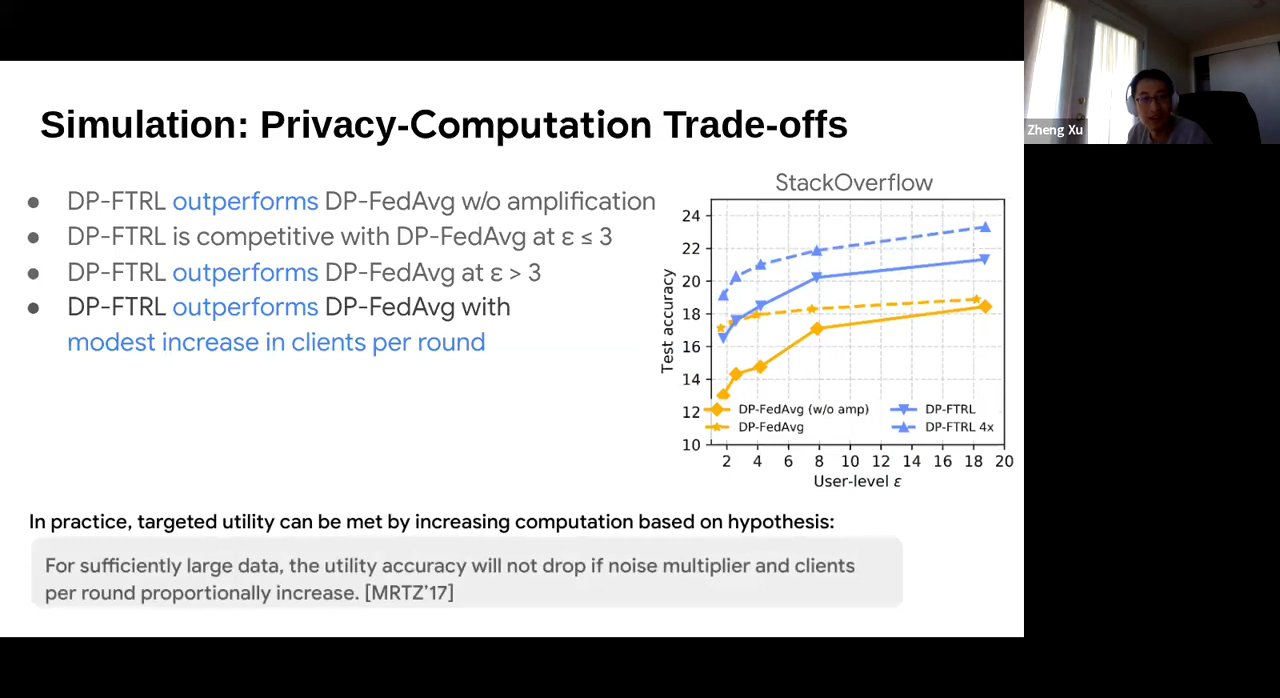 Simulation: Privacy-Computation Trade-offs
● DP-FTRL outperforms DP-FedAvg w/o amplification
● DP-FTRL is competitive with DP-FedAvg at ε ≤ 3
● DP-FTRL outperforms DP-FedAvg at ε > 3
● DP-FTRL outperforms DP-FedAvg with
modest increase in clients per round
StackOverflow
Test accuracy
24
22
20
18
16
14
12
10
DP-FedAvg (w/o amp)
DP-FedAvg
DP-FTRL
DP-FTRL 4x
2 4 6 8 10 12 14 16 18 20
User-level ε
In practice, targeted utility can be met by increasing computation based on hypothesis:
For sufficiently large data, the utility accuracy will not drop if noise multiplier and clients
per round proportionally increase. [MRTZ'17]
Zheng Xu